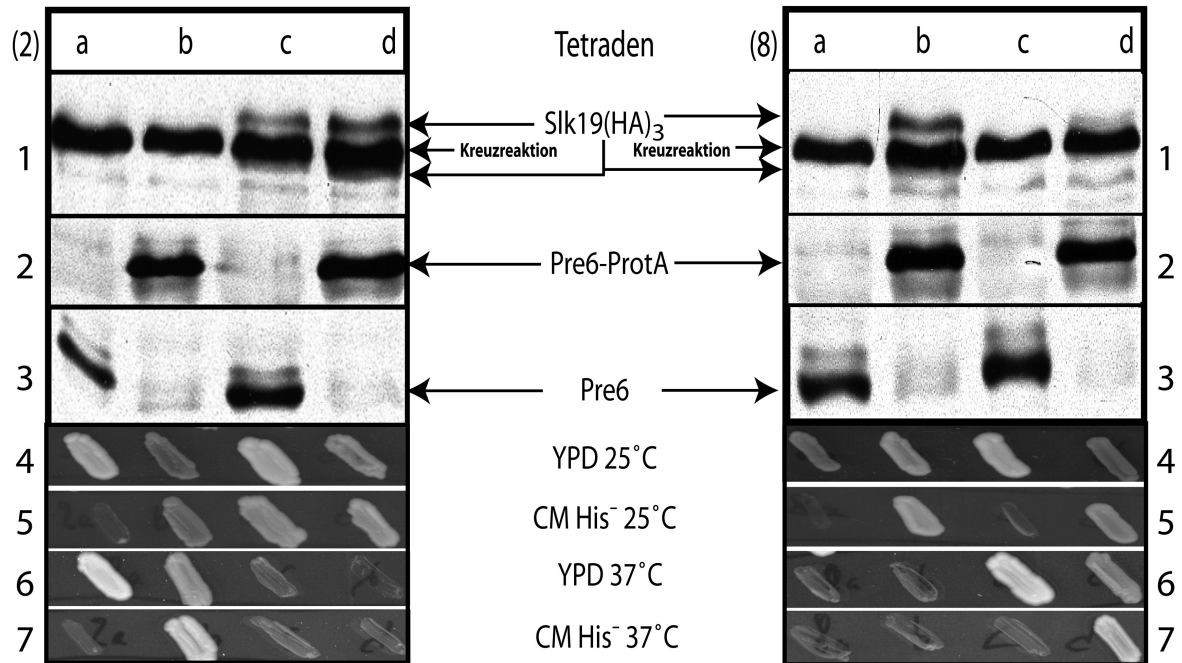 (2) a b c d Tetraden (8) a b c d
Slk19(HA)₃
1 Kreuzreaktion Kreuzreaktion 1
2 Pre6-ProtA 2
3 Pre6 3
4 YPD 25˚C 4
5 CM His⁻ 25˚C 5
6 YPD 37˚C 6
7 CM His⁻ 37˚C 7